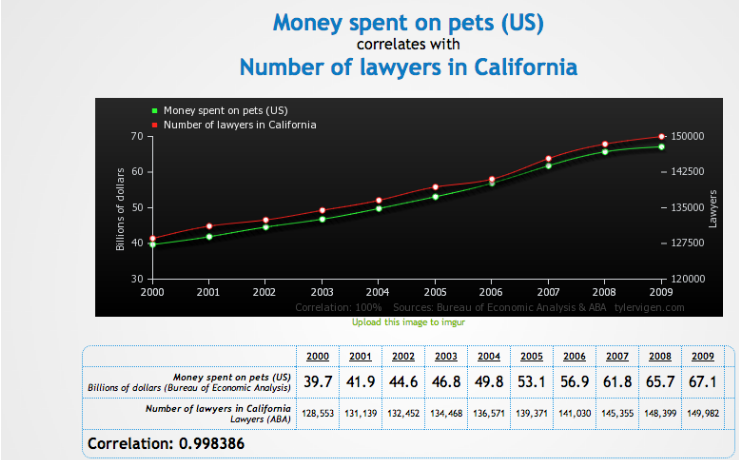 Money spent on pets (US)
correlates with
Number of lawyers in California
Money spent on pets (US)
Number of lawyers in California
70
60
50
40
30
Billions of dollars
150000
142500
135000
127500
120000
Lawyers
2000 2001 2002 2003 2004 2005 2006 2007 2008 2009
Correlation: 100% Sources: Bureau of Economic Analysis & ABA tylervigen.com
Upload this image to imgur
2000 2001 2002 2003 2004 2005 2006 2007 2008 2009
Money spent on pets (US)
Billions of dollars (Bureau of Economic Analysis)
39.7 41.9 44.6 46.8 49.8 53.1 56.9 61.8 65.7 67.1
Number of lawyers in California
Lawyers (ABA)
128,553 131,139 132,452 134,468 136,571 139,371 141,030 145,355 148,399 149,982
Correlation: 0.998386